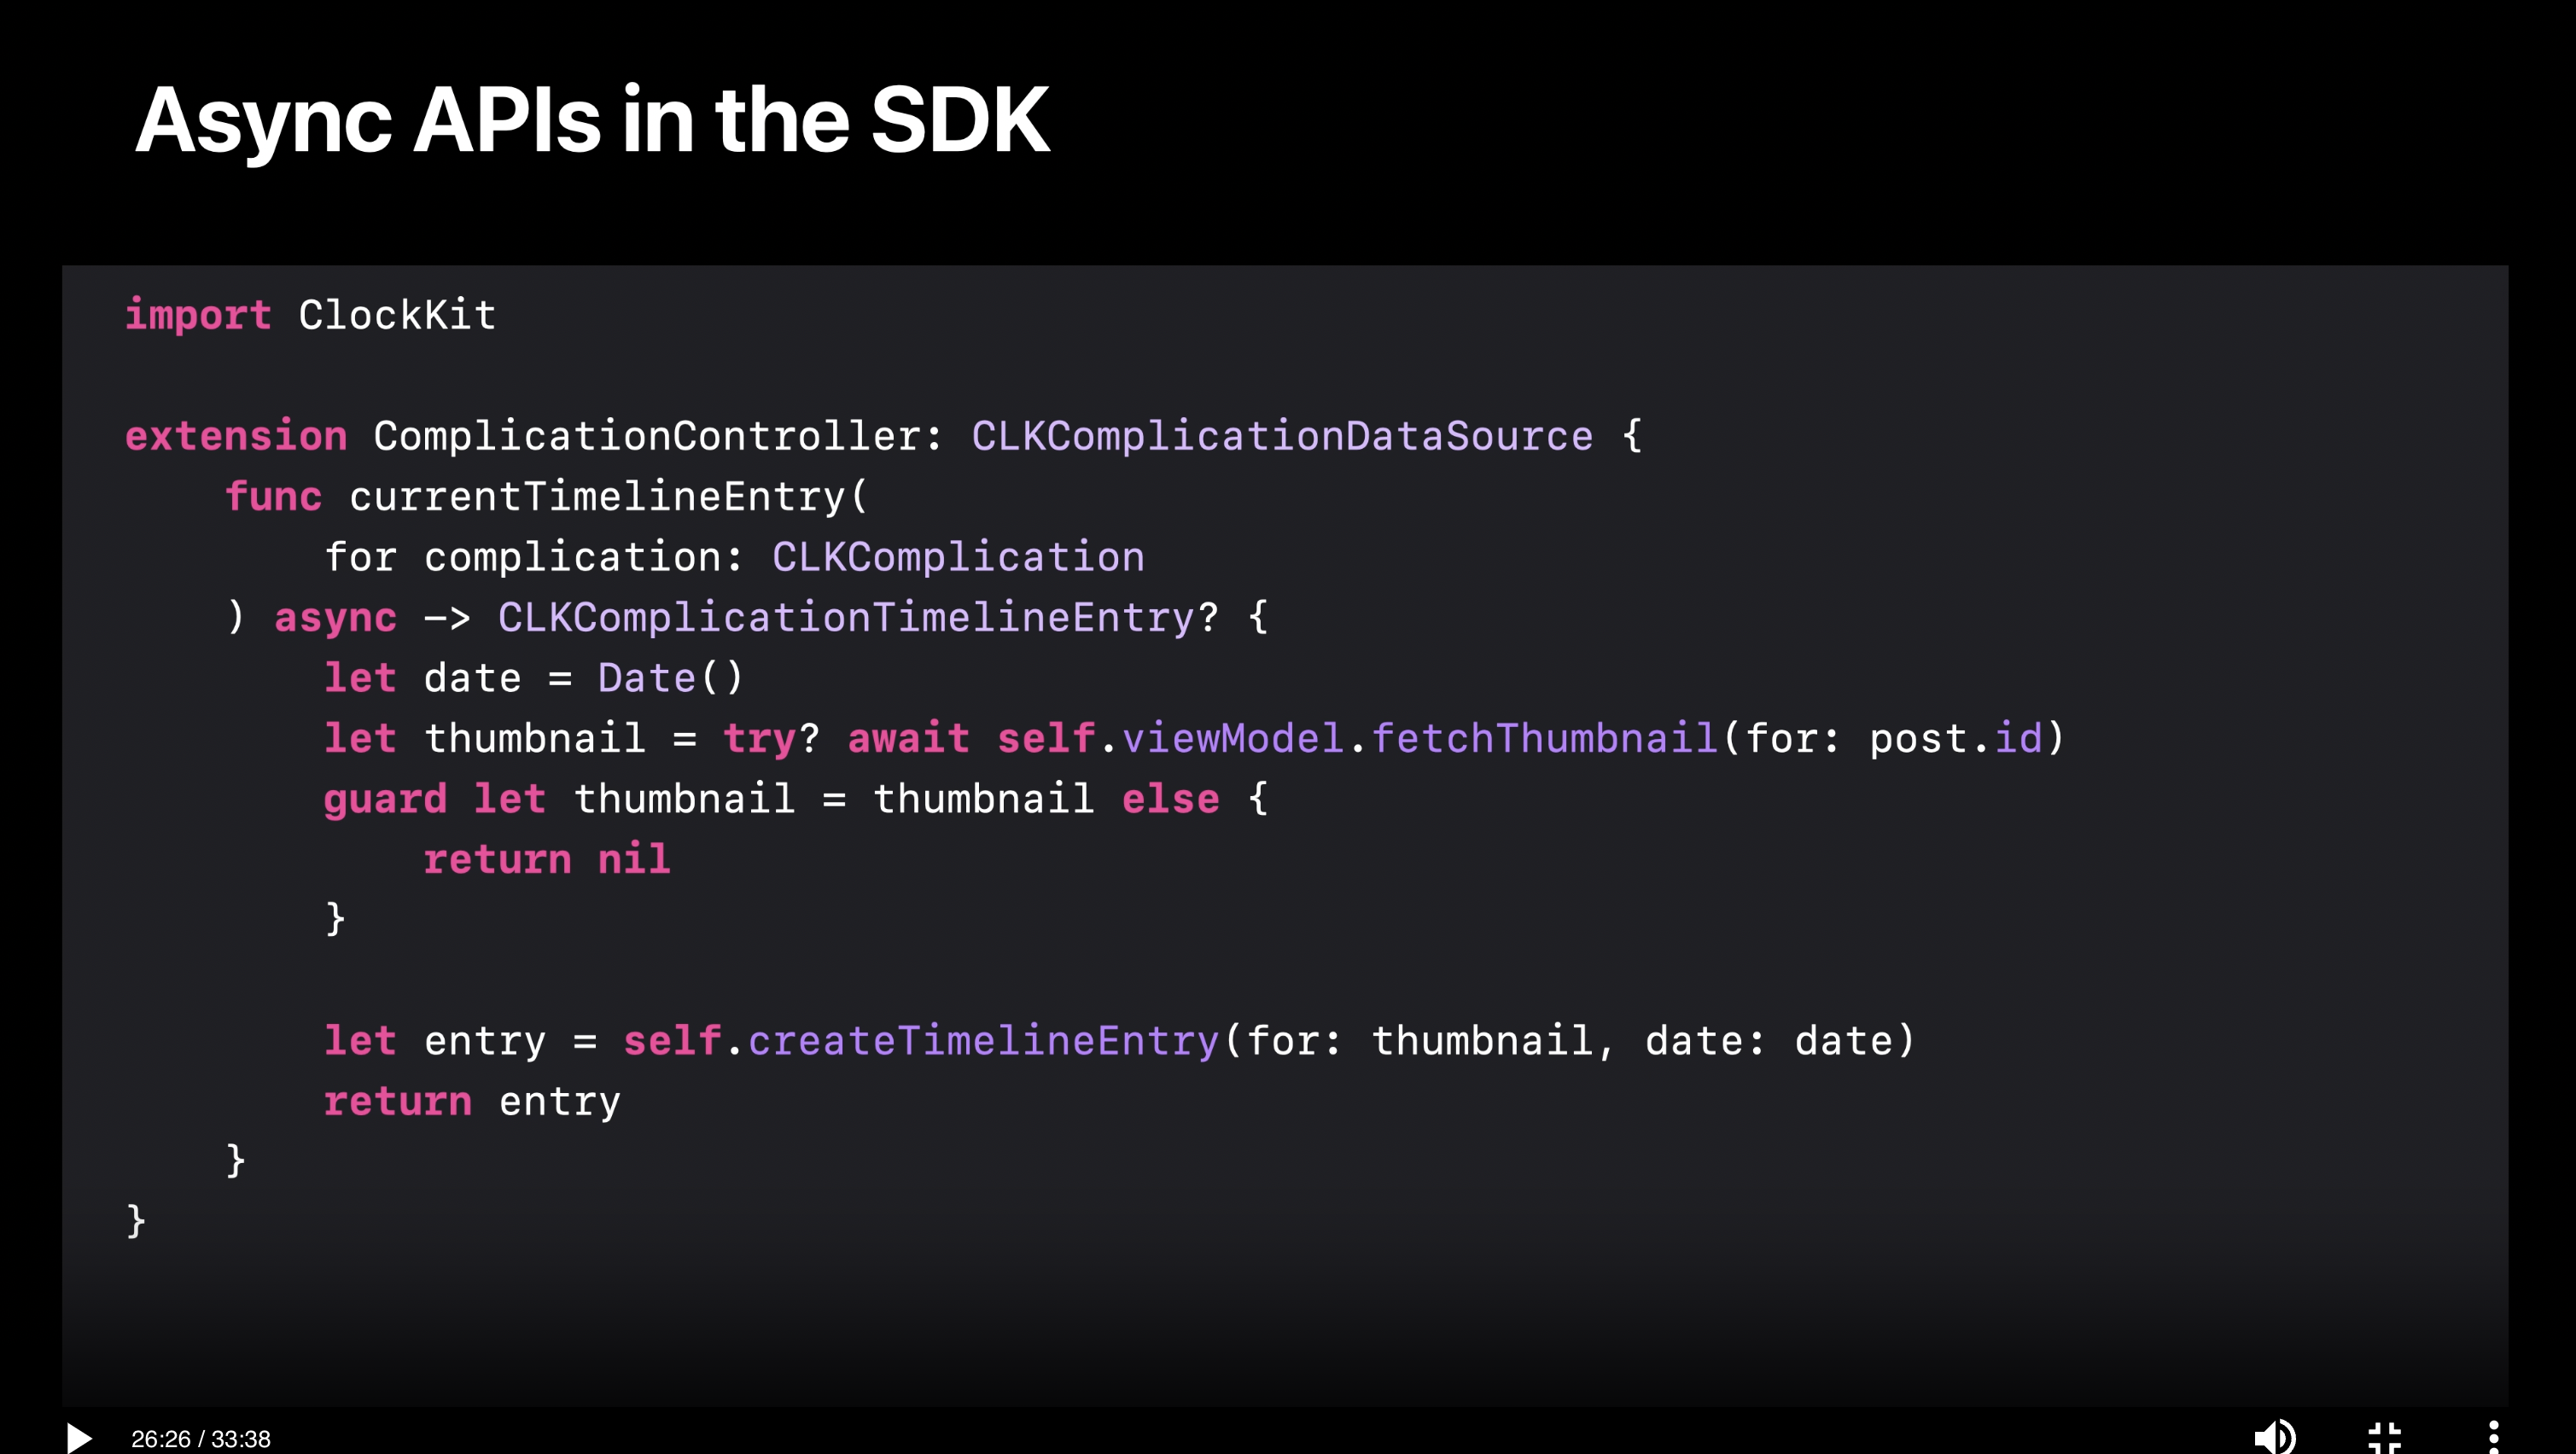 Async APIs in the SDK
import ClockKit
extension ComplicationController: CLKComplicationDataSource {
    func currentTimelineEntry(
        for complication: CLKComplication
    ) async -> CLKComplicationTimelineEntry? {
        let date = Date()
        let thumbnail = try? await self.viewModel.fetchThumbnail(for: post.id)
        guard let thumbnail = thumbnail else {
            return nil
        }
        let entry = self.createTimelineEntry(for: thumbnail, date: date)
        return entry
    }
}
26:26 / 33:38